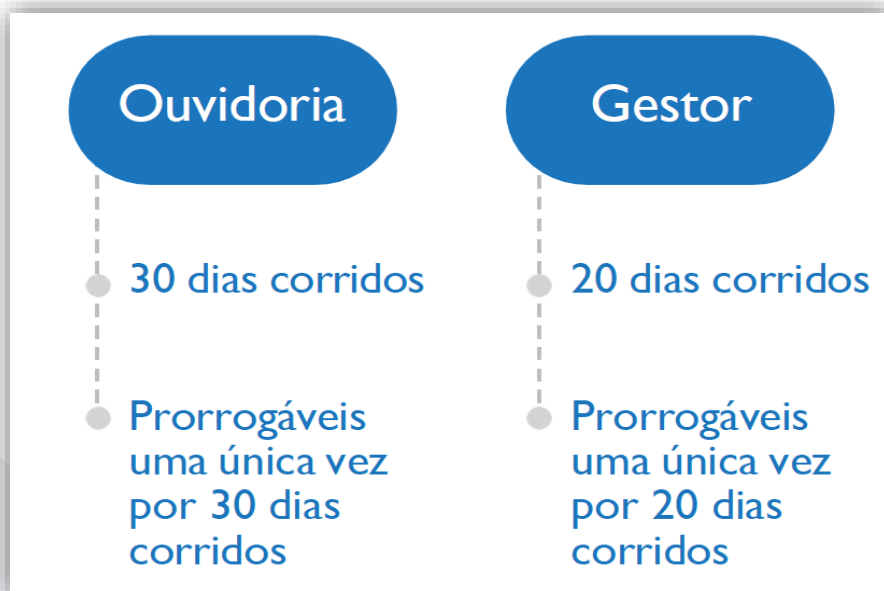 Ouvidoria
30 dias corridos
Prorrogáveis
uma única vez
por 30 dias
corridos
Gestor
20 dias corridos
Prorrogáveis
uma única vez
por 20 dias
corridos